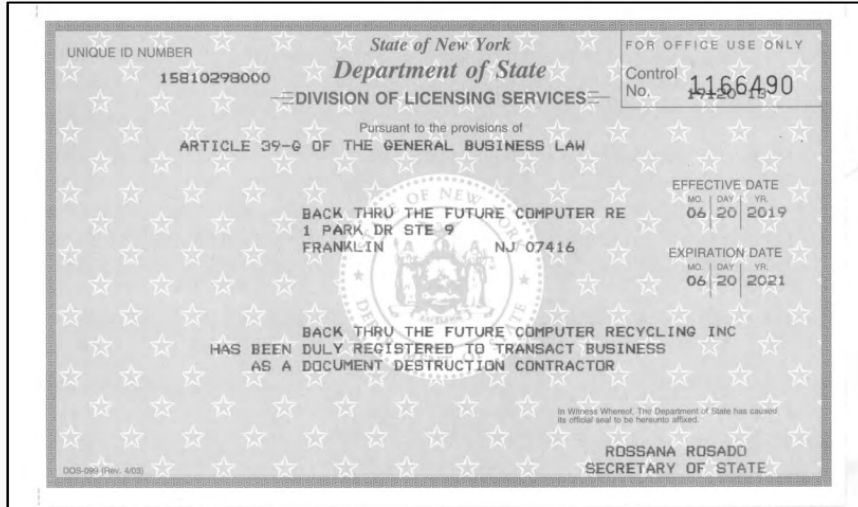 UNIQUE ID NUMBER
15810298000
State of New York
Department of State
DIVISION OF LICENSING SERVICES
FOR OFFICE USE ONLY
Control
No. 1166490
Pursuant to the provisions of
ARTICLE 39-G OF THE GENERAL BUSINESS LAW
EFFECTIVE DATE
MO. DAY YR.
06 20 2019
BACK THRU THE FUTURE COMPUTER RE
1 PARK DR STE 9
FRANKLIN NJ 07416
EXPIRATION DATE
MO. DAY YR.
06 20 2021
BACK THRU THE FUTURE COMPUTER RECYCLING INC
HAS BEEN DULY REGISTERED TO TRANSACT BUSINESS
AS A DOCUMENT DESTRUCTION CONTRACTOR
In Witness Whereof, The Department of State has caused
its official seal to be hereunto affixed.
ROSSANA ROSADO
SECRETARY OF STATE
DOS-099 (Rev. 4/03)